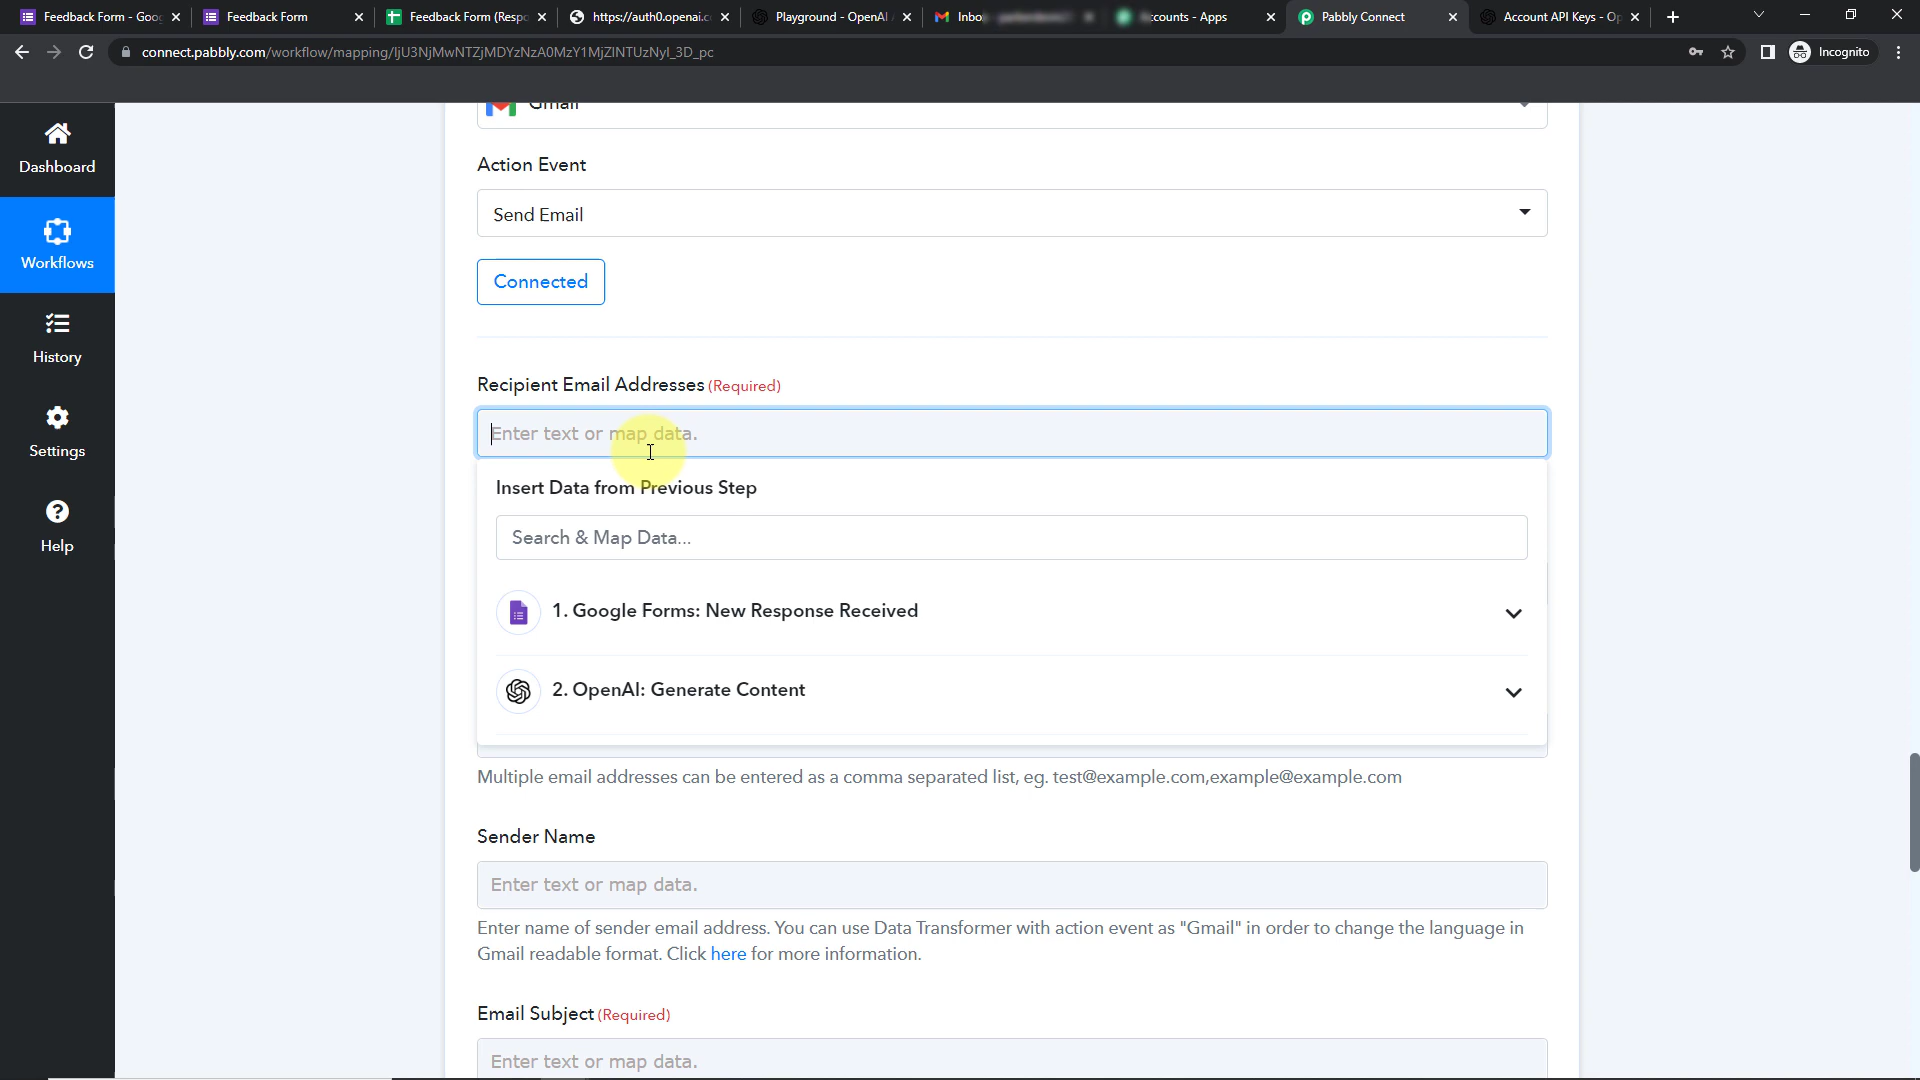 Feedback Form - Goog
Feedback Form
Feedback Form (Respo
https://auth0.openai.c
Playground - OpenAI A
Inbo
ccounts - Apps
Pabbly Connect
Account API Keys - Op
connect.pabbly.com/workflow/mapping/IjU3NjMwNTZjMDYzNzA0MzY1MjZlNTUzNyI_3D_pc
Incognito
Dashboard
Workflows
History
Settings
Help
Gmail
Action Event
Send Email
Connected
Recipient Email Addresses (Required)
Enter text or map data.
Insert Data from Previous Step
Search & Map Data...
1. Google Forms: New Response Received
2. OpenAI: Generate Content
Multiple email addresses can be entered as a comma separated list, eg. test@example.com,example@example.com
Sender Name
Enter text or map data.
Enter name of sender email address. You can use Data Transformer with action event as "Gmail" in order to change the language in
Gmail readable format. Click here for more information.
Email Subject (Required)
Enter text or map data.